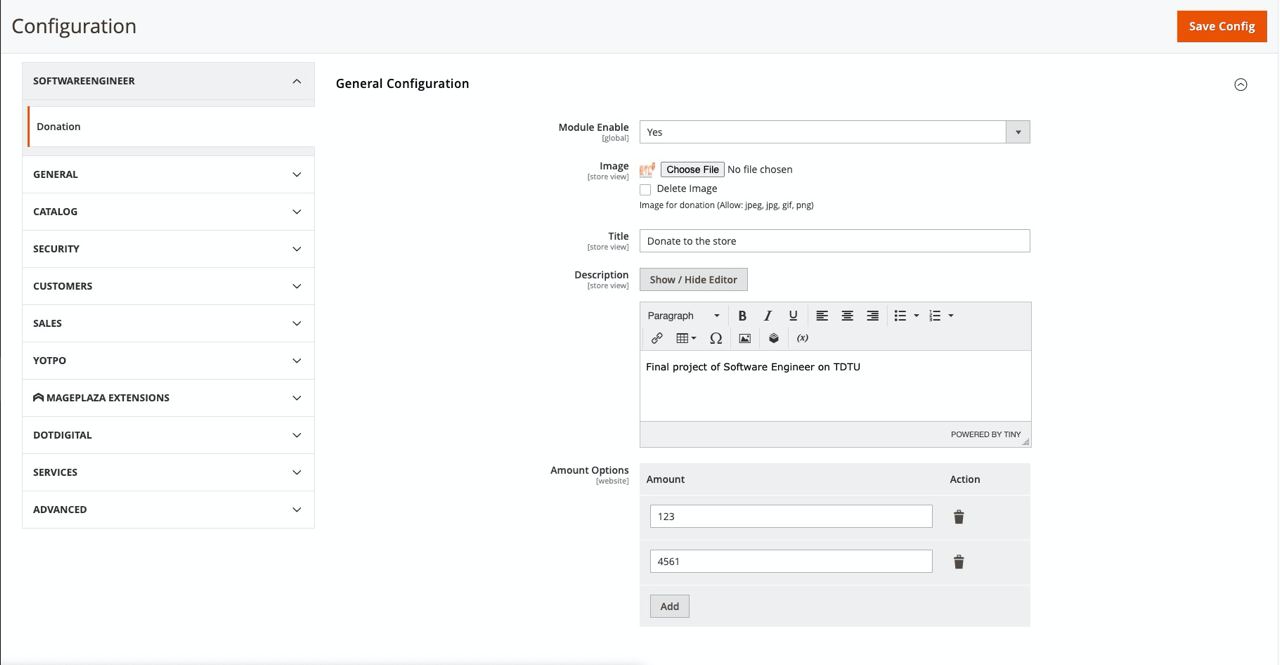 Configuration
Save Config
SOFTWAREENGINEER
Donation
GENERAL
CATALOG
SECURITY
CUSTOMERS
SALES
YOTPO
MAGEPLAZA EXTENSIONS
DOTDIGITAL
SERVICES
ADVANCED
General Configuration
Module Enable
[global]
Yes
Image
[store view]
Choose File No file chosen
Delete Image
Image for donation (Allow: jpeg, jpg, gif, png)
Title
[store view]
Donate to the store
Description
[store view]
Show / Hide Editor
Paragraph
B I U
Ω (x)
Final project of Software Engineer on TDTU
POWERED BY TINY
Amount Options
[website]
Amount Action
123
4561
Add